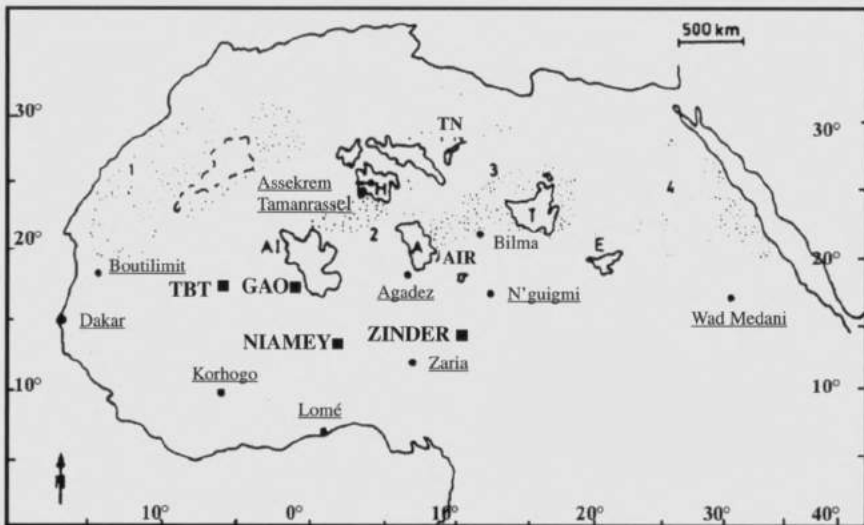 500 km
30° TN 30°
1 3 4
Assekrem H
Tamanrassel T
20° 2 20°
AI A AIR Bilma E
Boutilimit
TBT GAO Agadez N'guigmi
Dakar Wad Medani
NIAMEY ZINDER
Korhogo Zaria
10° 10°
Lomé
N
10° 0° 10° 20° 30° 40°